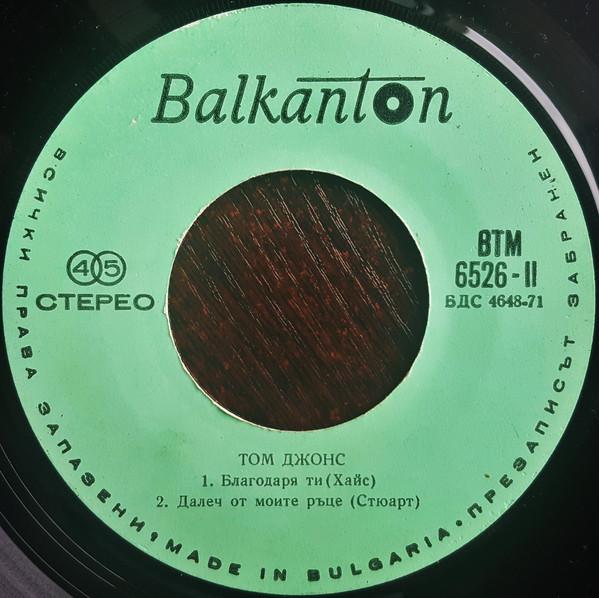 Balkanton
45
СТЕРЕО
ВТМ
6526-II
БДС 4648-71
ТОМ ДЖОНС
1. Благодаря ти (Хайс)
2. Далеч от моите ръце (Стюарт)
ВСИЧКИ ПРАВА ЗАПАЗЕНИ • MADE IN BULGARIA • ПРЕЗАПИСЪТ ЗАБРАНЕН